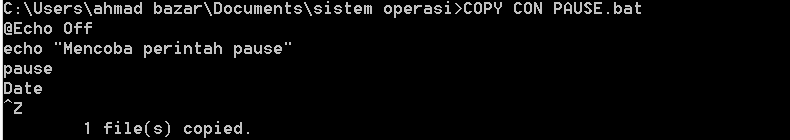 C:\Users\ahmad bazar\Documents\sistem operasi>COPY CON PAUSE.bat
@Echo Off
echo "Mencoba perintah pause"
pause
Date
^Z
        1 file(s) copied.